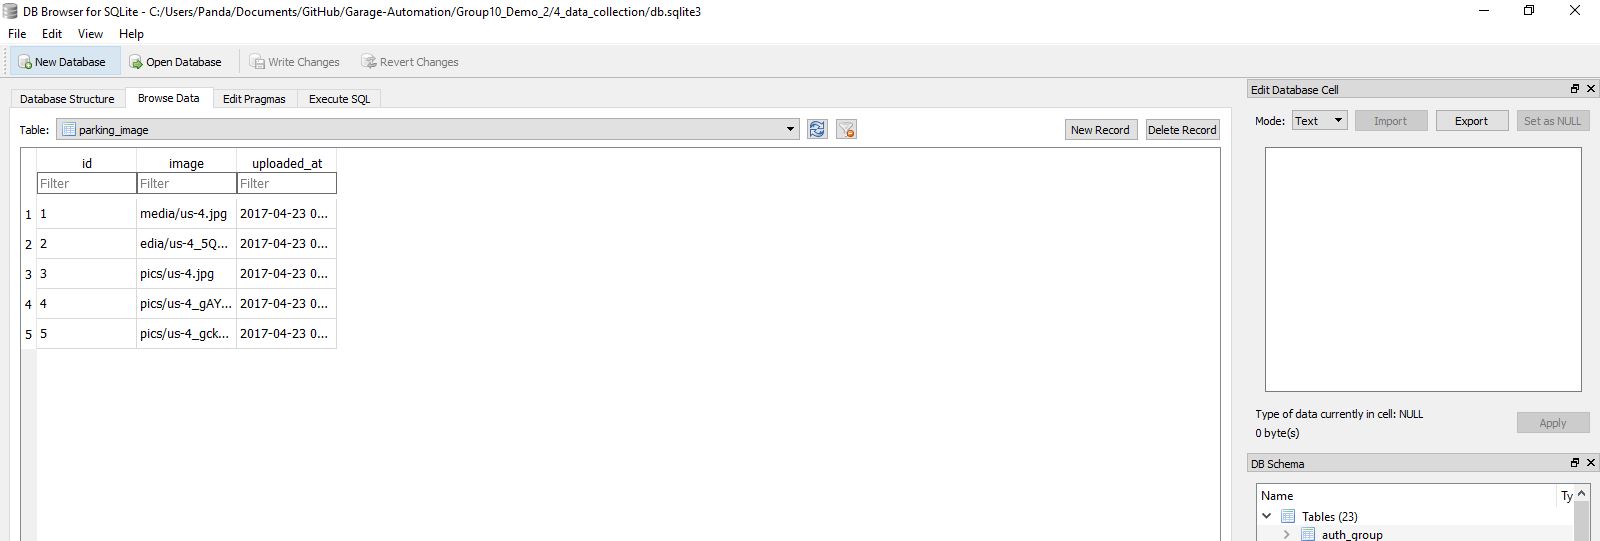 DB Browser for SQLite - C:/Users/Panda/Documents/GitHub/Garage-Automation/Group10_Demo_2/4_data_collection/db.sqlite3
File Edit View Help
New Database Open Database Write Changes Revert Changes
Database Structure Browse Data Edit Pragmas Execute SQL
Table: parking_image New Record Delete Record
id image uploaded_at
Filter Filter Filter
1 1 media/us-4.jpg 2017-04-23 0...
2 2 edia/us-4_5Q... 2017-04-23 0...
3 3 pics/us-4.jpg 2017-04-23 0...
4 4 pics/us-4_gAY... 2017-04-23 0...
5 5 pics/us-4_gck... 2017-04-23 0...
Edit Database Cell
Mode: Text Import Export Set as NULL
Type of data currently in cell: NULL
0 byte(s)
Apply
DB Schema
Name Ty
Tables (23)
auth_group